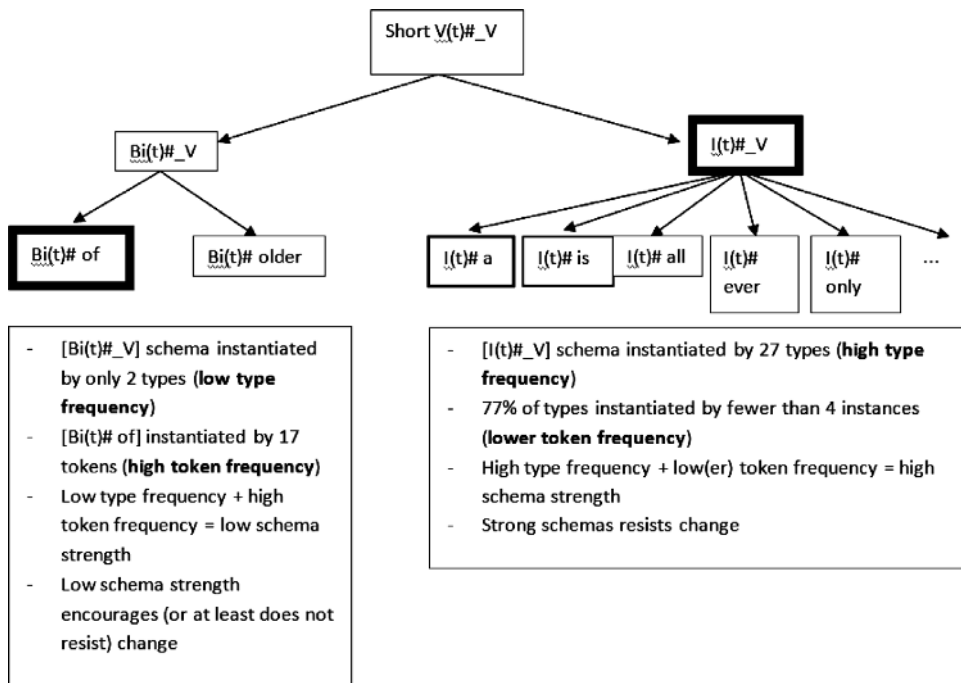 Short V(t)#_V
Bi(t)#_V
I(t)#_V
Bi(t)# of
Bi(t)# older
I(t)# a
I(t)# is
I(t)# all
I(t)#
ever
I(t)#
only
...
- [Bi(t)#_V] schema instantiated
by only 2 types (low type
frequency)
- [Bi(t)# of] instantiated by 17
tokens (high token frequency)
- Low type frequency + high
token frequency = low schema
strength
- Low schema strength
encourages (or at least does not
resist) change
- [I(t)#_V] schema instantiated by 27 types (high type
frequency)
- 77% of types instantiated by fewer than 4 instances
(lower token frequency)
- High type frequency + low(er) token frequency = high
schema strength
- Strong schemas resists change